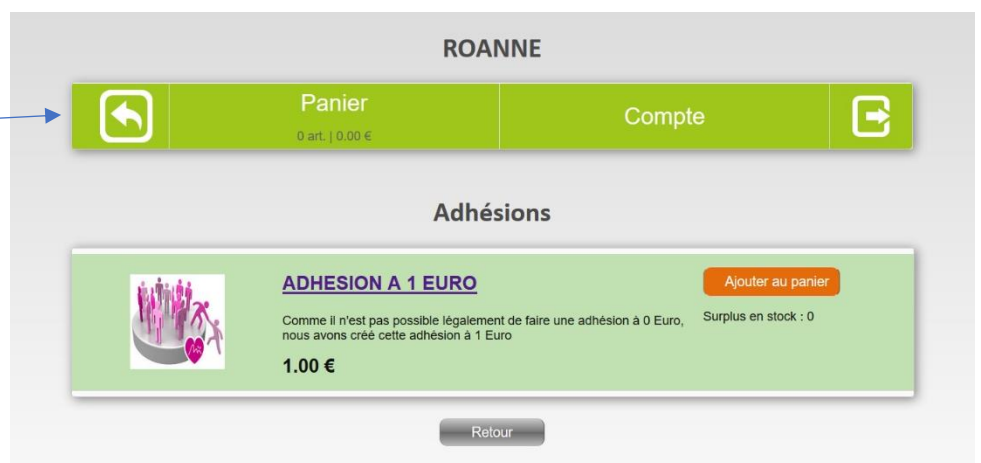 ROANNE
Panier
0 art. | 0.00 €
Compte
Adhésions
ADHESION A 1 EURO
Ajouter au panier
Comme il n'est pas possible légalement de faire une adhésion à 0 Euro,
nous avons créé cette adhésion à 1 Euro
Surplus en stock : 0
1.00 €
Retour